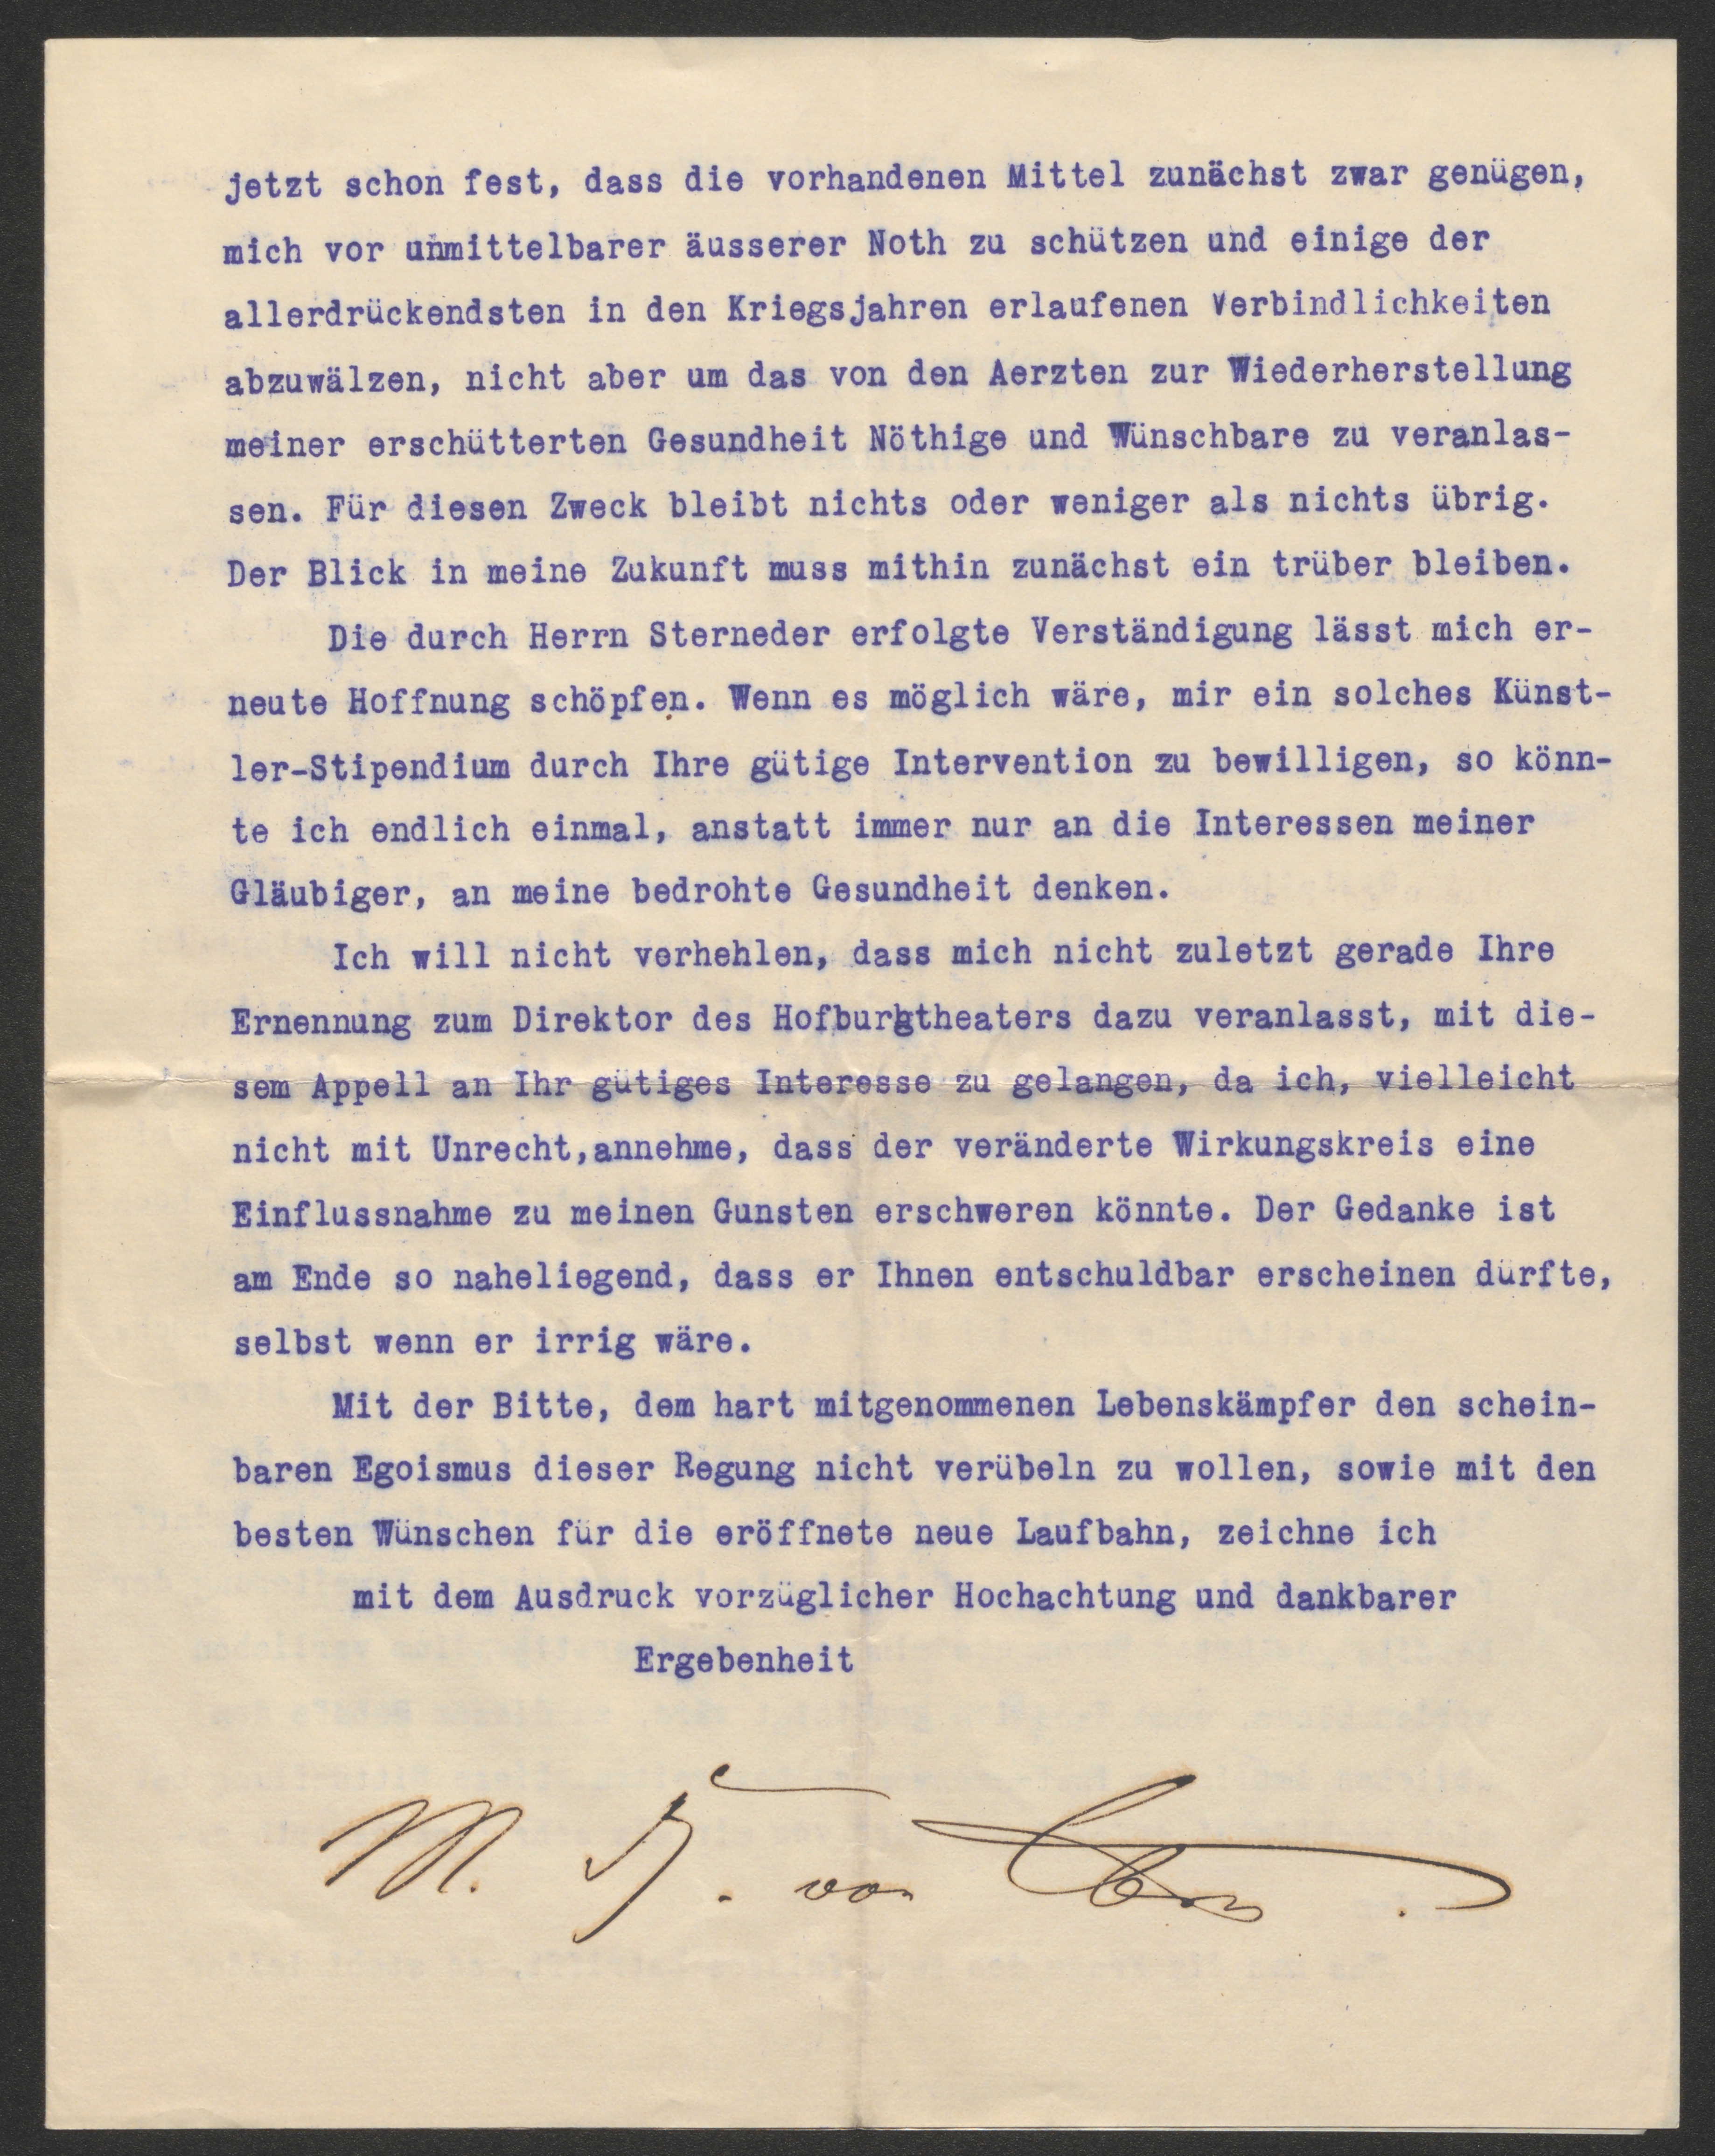 jetzt schon fest, dass die vorhandenen Mittel zunächst zwar genügen,
mich vor unmittelbarer äusserer Noth zu schützen und einige der
allerdrückendsten in den Kriegsjahren erlaufenen Verbindlichkeiten
abzuwälzen, nicht aber um das von den Aerzten zur Wiederherstellung
meiner erschütterten Gesundheit Nöthige und Wünschbare zu veranlas-
sen. Für diesen Zweck bleibt nichts oder weniger als nichts übrig.
Der Blick in meine Zukunft muss mithin zunächst ein trüber bleiben.
Die durch Herrn Sterneder erfolgte Verständigung lässt mich er-
neute Hoffnung schöpfen. Wenn es möglich wäre, mir ein solches Künst-
ler-Stipendium durch Ihre gütige Intervention zu bewilligen, so könn-
te ich endlich einmal, anstatt immer nur an die Interessen meiner
Gläubiger, an meine bedrohte Gesundheit denken.
Ich will nicht verhehlen, dass mich nicht zuletzt gerade Ihre
Ernennung zum Direktor des Hofburgtheaters dazu veranlasst, mit die-
sem Appell an Ihr gütiges Interesse zu gelangen, da ich, vielleicht
nicht mit Unrecht,annehme, dass der veränderte Wirkungskreis eine
Einflussnahme zu meinen Gunsten erschweren könnte. Der Gedanke ist
am Ende so naheliegend, dass er Ihnen entschuldbar erscheinen dürfte,
selbst wenn er irrig wäre.
Mit der Bitte, dem hart mitgenommenen Lebenskämpfer den schein-
baren Egoismus dieser Regung nicht verübeln zu wollen, sowie mit den
besten Wünschen für die eröffnete neue Laufbahn, zeichne ich
mit dem Ausdruck vorzüglicher Hochachtung und dankbarer
Ergebenheit
M. . von